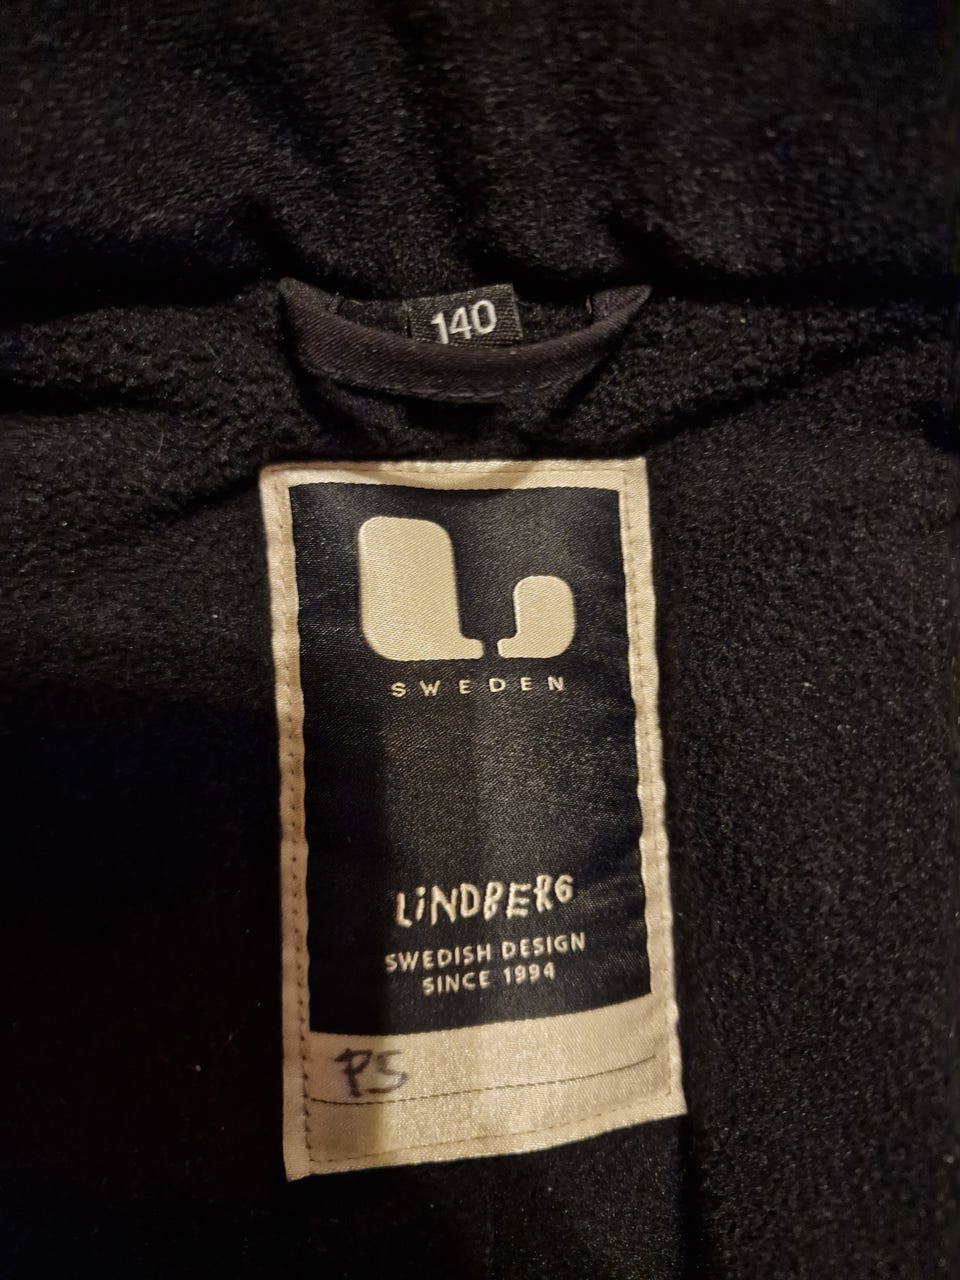 140
SWEDEN
LiNDBERG
SWEDISH DESIGN
SINCE 1994
PS